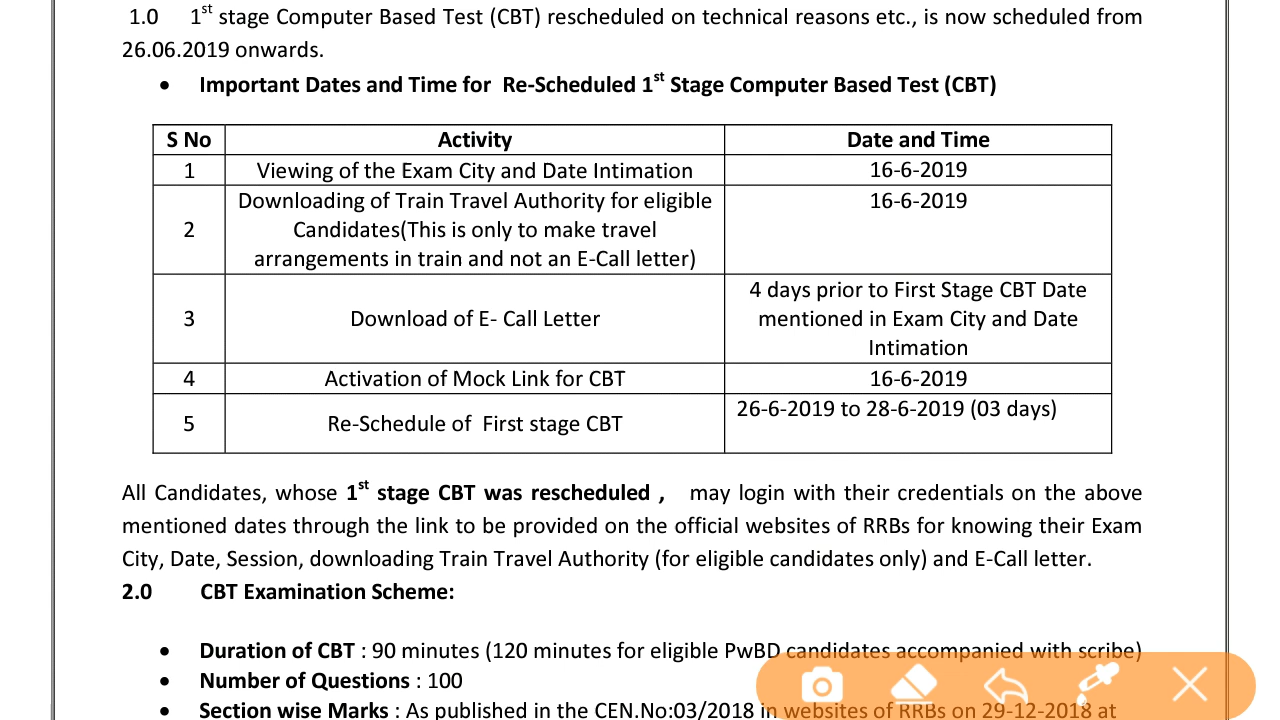 1.0 1st stage Computer Based Test (CBT) rescheduled on technical reasons etc., is now scheduled from
26.06.2019 onwards.
• Important Dates and Time for Re-Scheduled 1st Stage Computer Based Test (CBT)
S No Activity Date and Time
1 Viewing of the Exam City and Date Intimation 16-6-2019
2 Downloading of Train Travel Authority for eligible 16-6-2019
Candidates(This is only to make travel
arrangements in train and not an E-Call letter)
3 Download of E- Call Letter 4 days prior to First Stage CBT Date
mentioned in Exam City and Date
Intimation
4 Activation of Mock Link for CBT 16-6-2019
5 Re-Schedule of First stage CBT 26-6-2019 to 28-6-2019 (03 days)
All Candidates, whose 1st stage CBT was rescheduled , may login with their credentials on the above
mentioned dates through the link to be provided on the official websites of RRBs for knowing their Exam
City, Date, Session, downloading Train Travel Authority (for eligible candidates only) and E-Call letter.
2.0 CBT Examination Scheme:
• Duration of CBT : 90 minutes (120 minutes for eligible PwBD candidates accompanied with scribe)
• Number of Questions : 100
• Section wise Marks : As published in the CEN.No:03/2018 in websites of RRBs on 29-12-2018 at